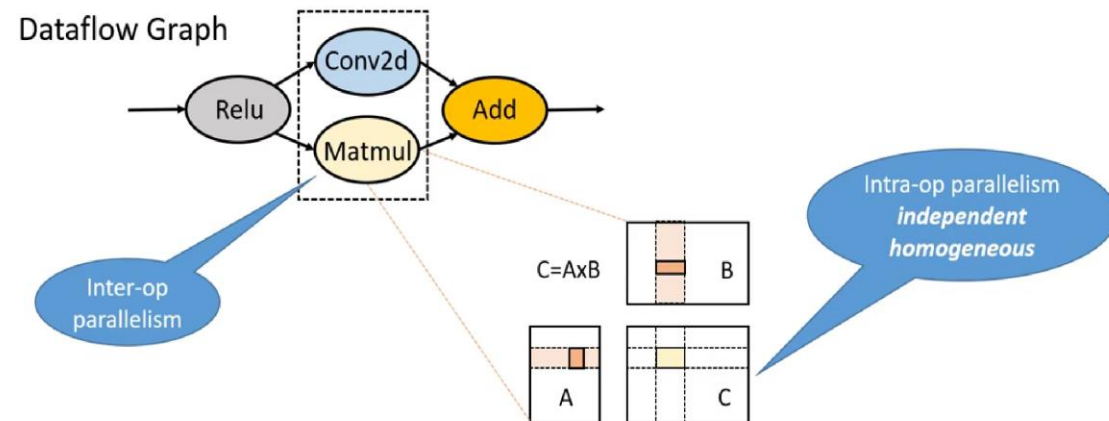 Dataflow Graph
Conv2d
Relu
Add
Matmul
Inter-op
parallelism
C=AxB
B
A
C
Intra-op parallelism
independent
homogeneous